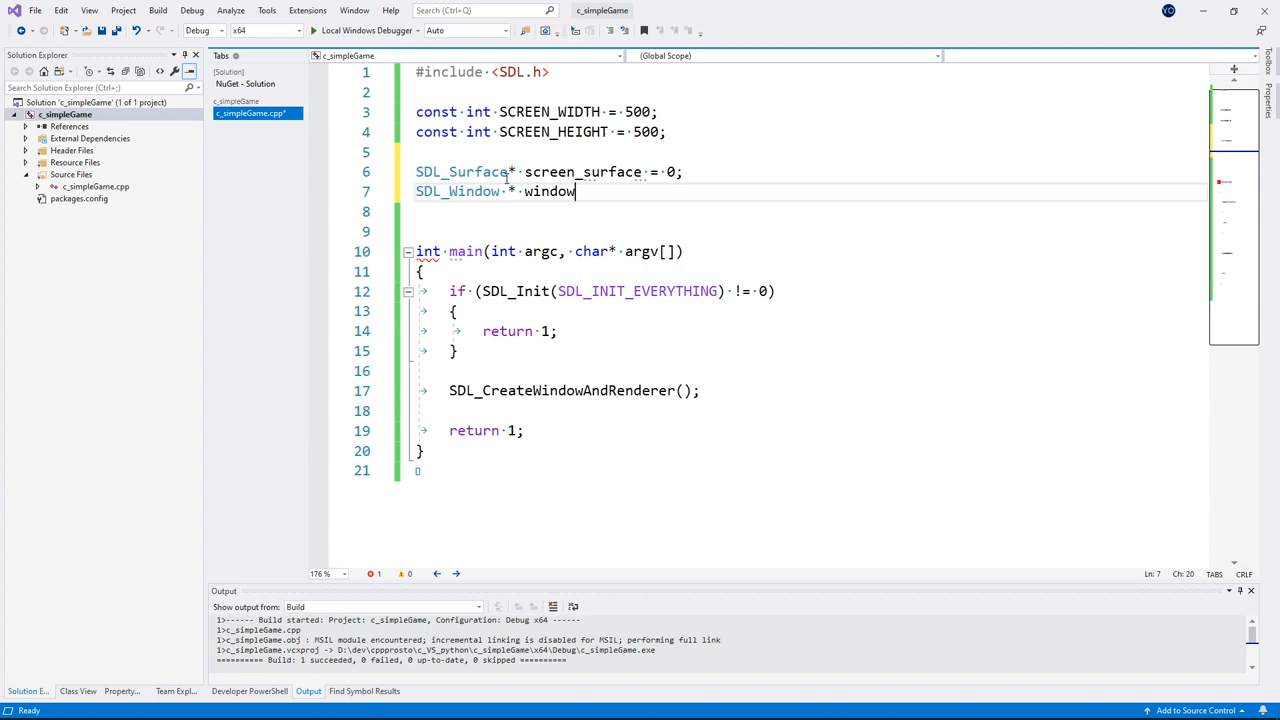 File Edit View Project Build Debug Analyze Tools Extensions Window Help Search (Ctrl+Q) c_simpleGame YO
Debug x64 Local Windows Debugger Auto
Solution Explorer
Search Solution Explorer (Ctrl+;)
Solution 'c_simpleGame' (1 of 1 project)
c_simpleGame
References
External Dependencies
Header Files
Resource Files
Source Files
c_simpleGame.cpp
packages.config
Tabs
[Solution]
NuGet - Solution
c_simpleGame
c_simpleGame.cpp*
c_simpleGame (Global Scope)
1 #include <SDL.h>
2
3 const int SCREEN_WIDTH = 500;
4 const int SCREEN_HEIGHT = 500;
5
6 SDL_Surface* screen_surface = 0;
7 SDL_Window * window
8
9
10 int main(int argc, char* argv[])
11 {
12 if (SDL_Init(SDL_INIT_EVERYTHING) != 0)
13 {
14 return 1;
15 }
16
17 SDL_CreateWindowAndRenderer();
18
19 return 1;
20 }
21
Toolbox
Properties
176 % 1 0 Ln: 7 Ch: 20 TABS CRLF
Output
Show output from: Build
1>------ Build started: Project: c_simpleGame, Configuration: Debug x64 ------
1>c_simpleGame.cpp
1>c_simpleGame.obj : MSIL module encountered; incremental linking is disabled for MSIL; performing full link
1>c_simpleGame.vcxproj -> D:\dev\cppprosto\c_VS_python\c_simpleGame\x64\Debug\c_simpleGame.exe
========== Build: 1 succeeded, 0 failed, 0 up-to-date, 0 skipped ==========
Solution E... Class View Property... Team Expl... Developer PowerShell Output Find Symbol Results
Ready Add to Source Control